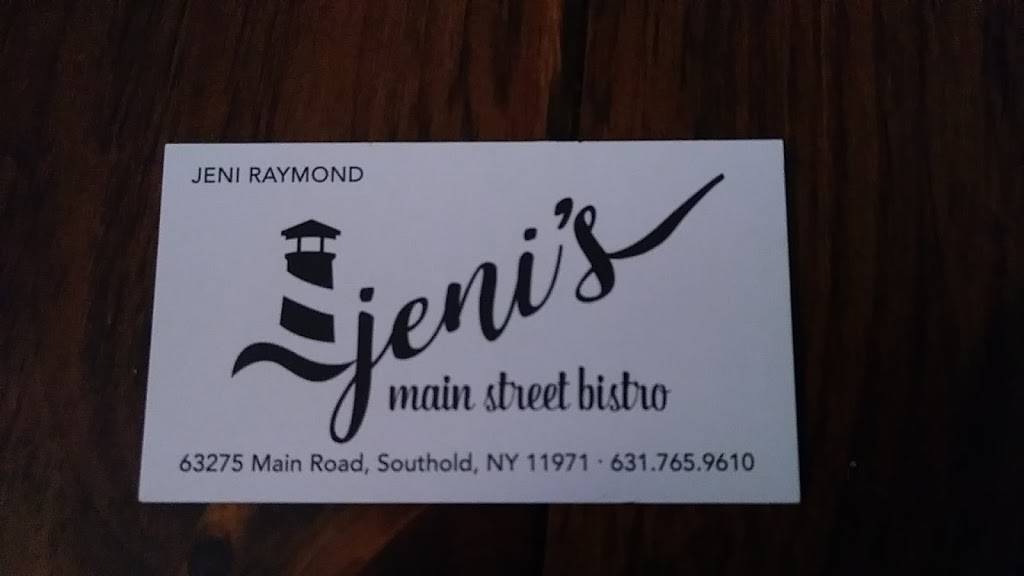 JENI RAYMOND
jeni's
main street bistro
63275 Main Road, Southold, NY 11971 · 631.765.9610